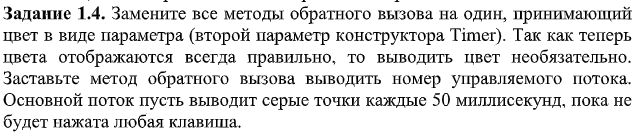 Задание 1.4. Замените все методы обратного вызова на один, принимающий
цвет в виде параметра (второй параметр конструктора Timer). Так как теперь
цвета отображаются всегда правильно, то выводить цвет необязательно.
Заставьте метод обратного вызова выводить номер управляемого потока.
Основной поток пусть выводит серые точки каждые 50 миллисекунд, пока не
будет нажата любая клавиша.